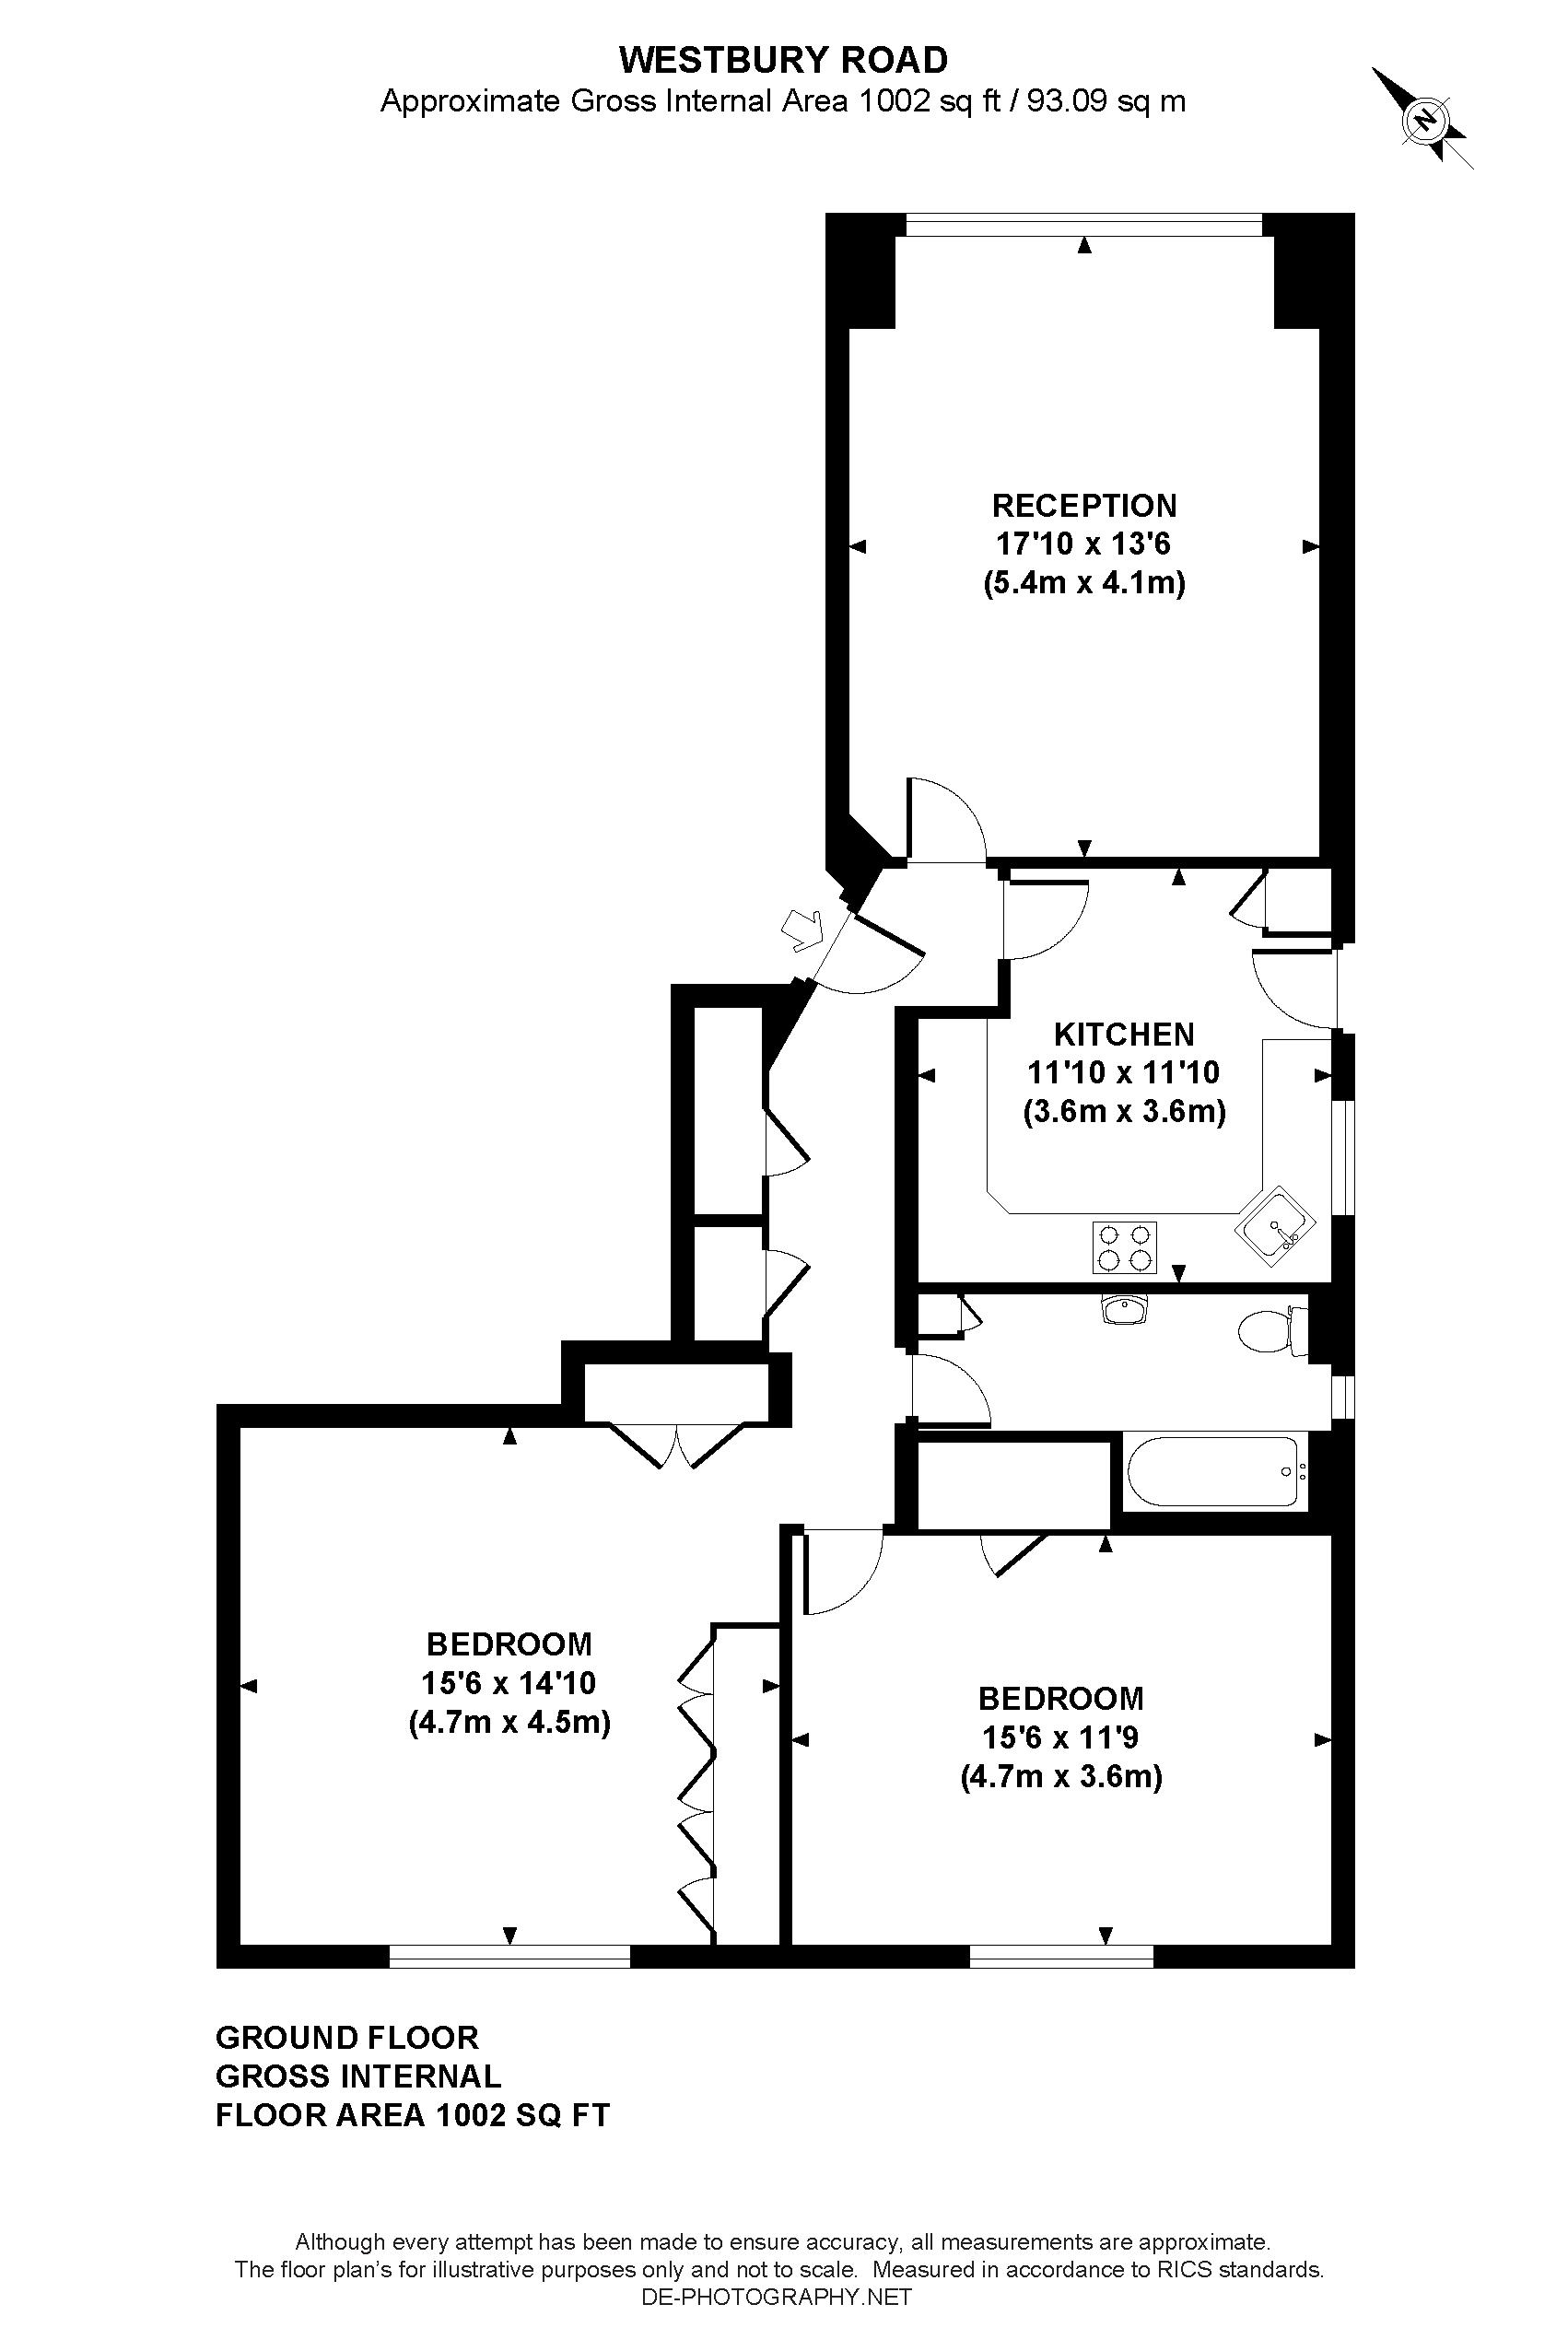 WESTBURY ROAD
Approximate Gross Internal Area 1002 sq ft / 93.09 sq m
N
RECEPTION
17'10 x 13'6
(5.4m x 4.1m)
KITCHEN
11'10 x 11'10
(3.6m x 3.6m)
BEDROOM
15'6 x 14'10
(4.7m x 4.5m)
BEDROOM
15'6 x 11'9
(4.7m x 3.6m)
GROUND FLOOR
GROSS INTERNAL
FLOOR AREA 1002 SQ FT
Although every attempt has been made to ensure accuracy, all measurements are approximate.
The floor plan's for illustrative purposes only and not to scale.  Measured in accordance to RICS standards.
DE-PHOTOGRAPHY.NET